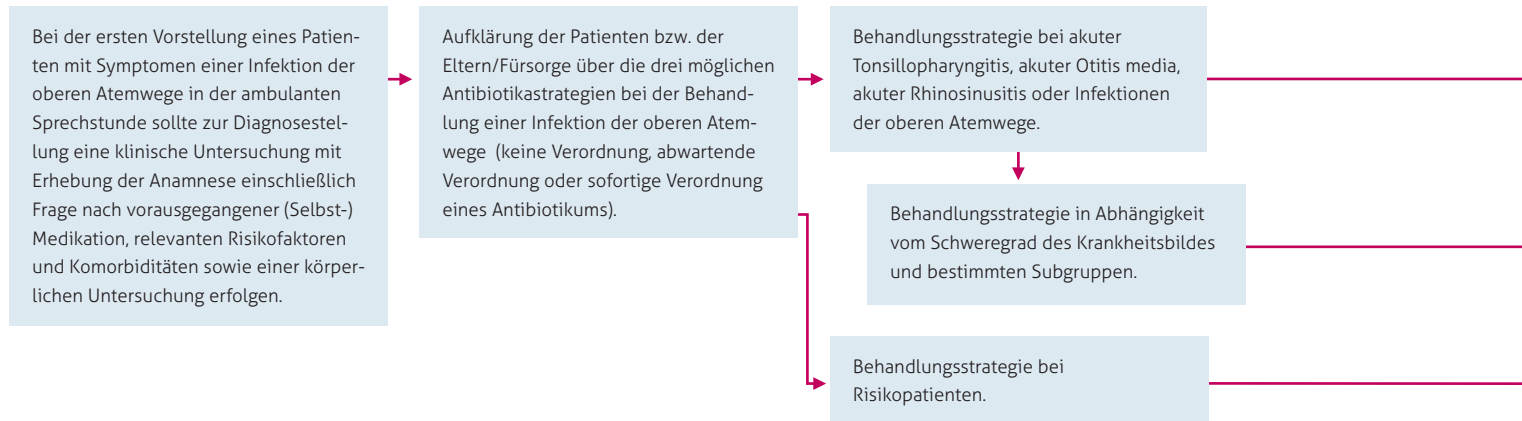 Bei der ersten Vorstellung eines Patien-
ten mit Symptomen einer Infektion der
oberen Atemwege in der ambulanten
Sprechstunde sollte zur Diagnosestel-
lung eine klinische Untersuchung mit
Erhebung der Anamnese einschließlich
Frage nach vorausgegangener (Selbst-)
Medikation, relevanten Risikofaktoren
und Komorbiditäten sowie einer körper-
lichen Untersuchung erfolgen.
Aufklärung der Patienten bzw. der
Eltern/Fürsorge über die drei möglichen
Antibiotikastrategien bei der Behand-
lung einer Infektion der oberen Atem-
wege (keine Verordnung, abwartende
Verordnung oder sofortige Verordnung
eines Antibiotikums).
Behandlungsstrategie bei akuter
Tonsillopharyngitis, akuter Otitis media,
akuter Rhinosinusitis oder Infektionen
der oberen Atemwege.
Behandlungsstrategie in Abhängigkeit
vom Schweregrad des Krankheitsbildes
und bestimmten Subgruppen.
Behandlungsstrategie bei
Risikopatienten.